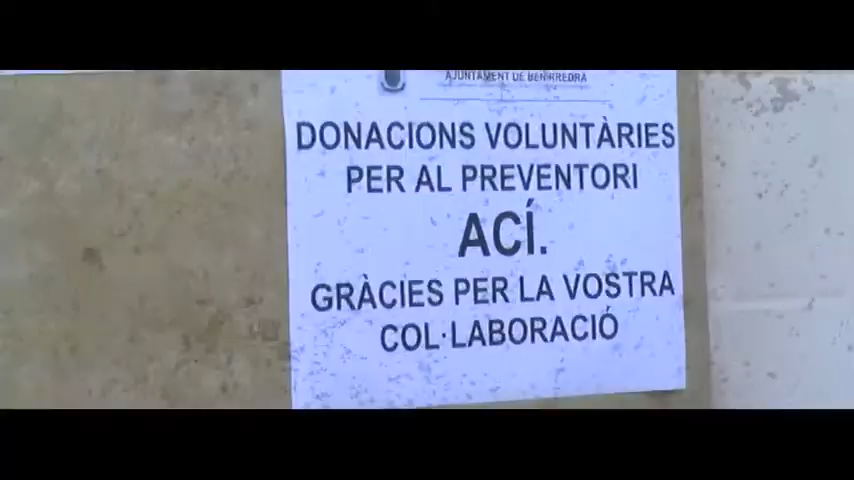 AJUNTAMENT DE BENIRREDRA
DONACIONS VOLUNTÀRIES
PER AL PREVENTORI
ACÍ.
GRÀCIES PER LA VOSTRA
COL·LABORACIÓ